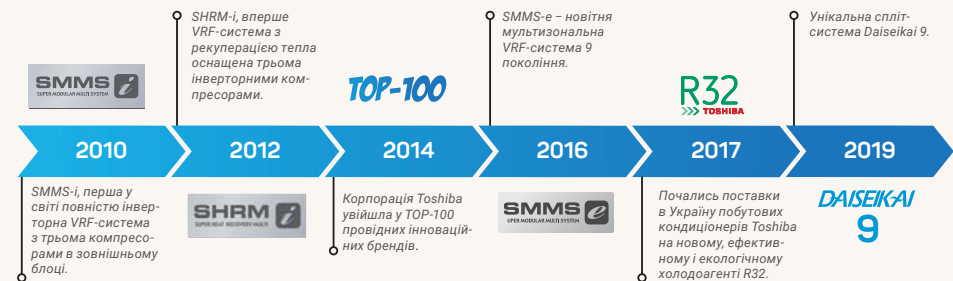 SHRM-i, вперше
VRF-система з
рекуперацією тепла
оснащена трьома
інверторними ком-
пресорами.
SMMS-e – новітня
мультизональна
VRF-система 9
покоління.
Унікальна спліт-
система Daiseikai 9.
SMMS i
SUPER MODULAR MULTI SYSTEM
TOP-100
R32
>>> TOSHIBA
2010
2012
2014
2016
2017
2019
SMMS-i, перша у
світі повністю інвер-
торна VRF-система
з трьома компресо-
рами в зовнішньому
блоці.
SHRM i
SUPER HEAT RECOVERY MULTI
Корпорація Toshiba
увійшла у TOP-100
провідних інновацій-
них брендів.
SMMS e
SUPER MODULAR MULTI SYSTEM
Почались поставки
в Україну побутових
кондиціонерів Toshiba
на новому, ефектив-
ному і екологічному
холодоагенті R32.
DAISEIKAI
9